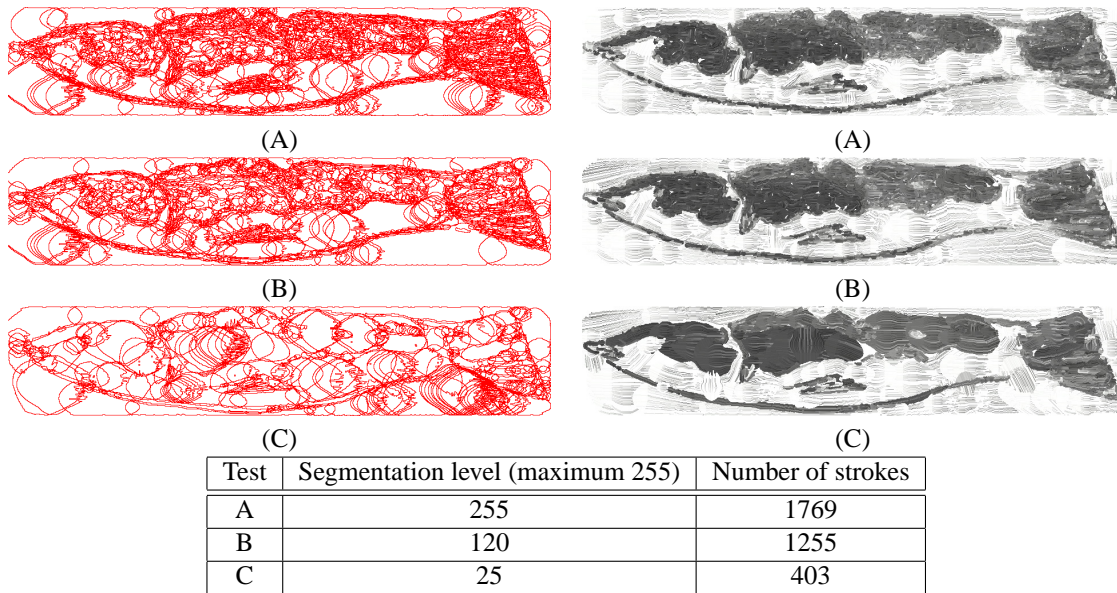 (A) (A)
(B) (B)
(C) (C)
Test Segmentation level (maximum 255) Number of strokes
A 255 1769
B 120 1255
C 25 403